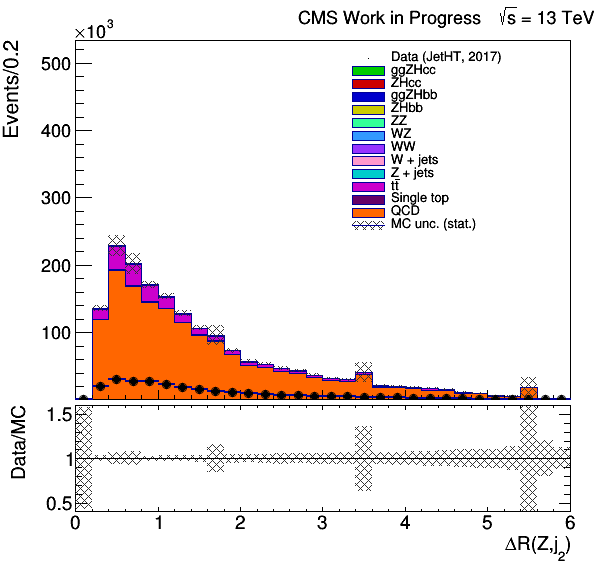 CMS Work in Progress √s = 13 TeV
×10³
Events/0.2
500
400
300
200
100
Data (JetHT, 2017)
ggZHcc
ZHcc
ggZHbb
ZHbb
ZZ
WZ
WW
W + jets
Z + jets
tt̄
Single top
QCD
MC unc. (stat.)
Data/MC
1.5
1
0.5
0 1 2 3 4 5 6
ΔR(Z,j₂)